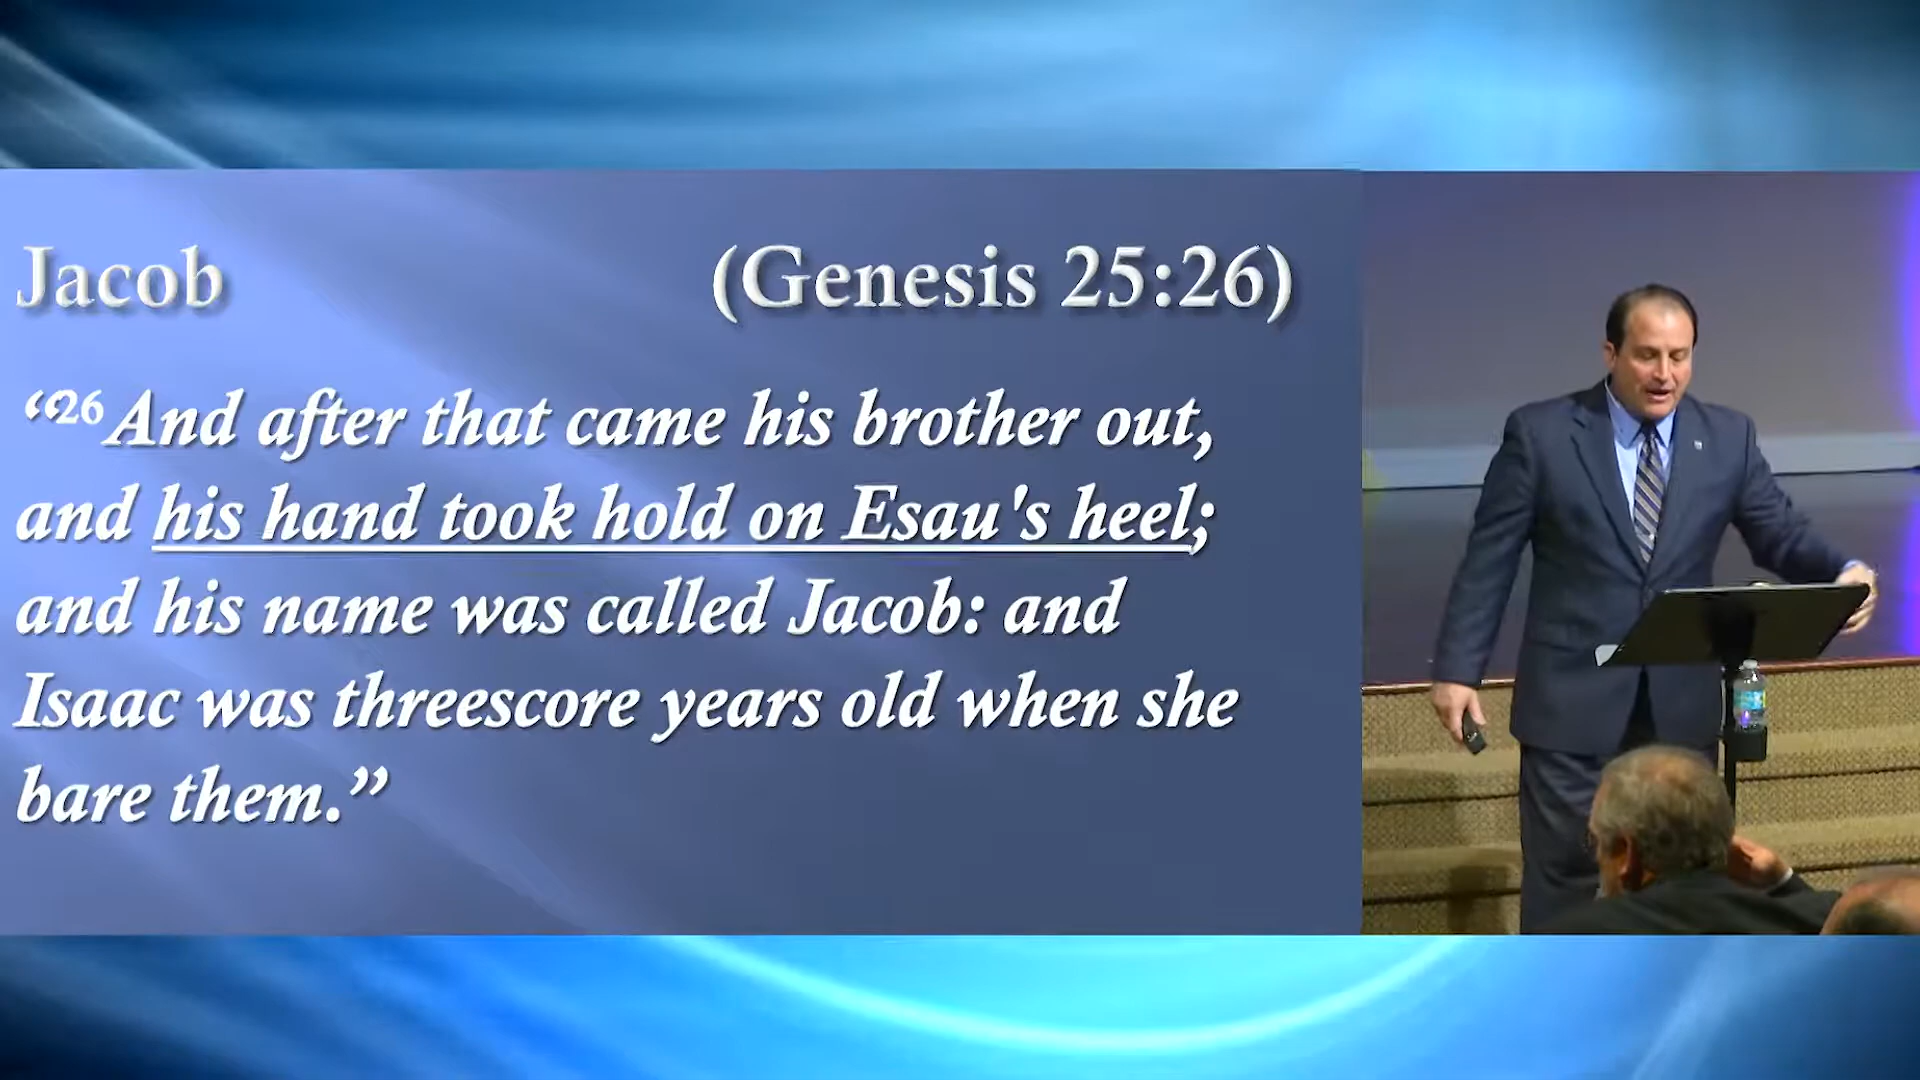 Jacob (Genesis 25:26)
“26 And after that came his brother out,
and his hand took hold on Esau's heel;
and his name was called Jacob: and
Isaac was threescore years old when she
bare them.”